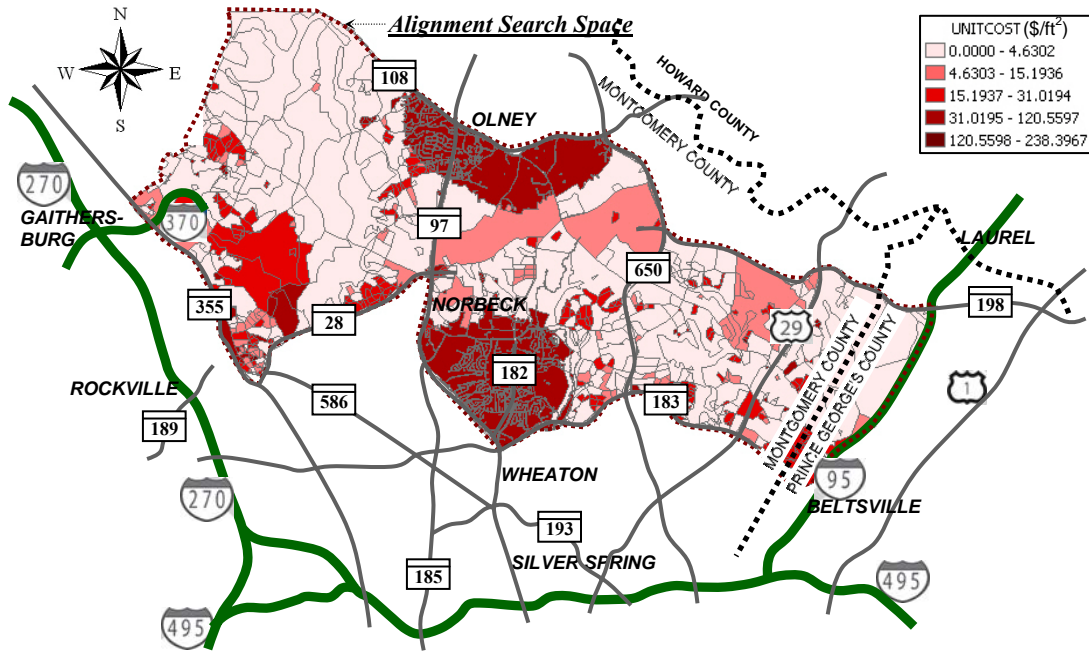 N
W E
S
Alignment Search Space
UNITCOST ($/ft²)
0.0000 - 4.6302
4.6303 - 15.1936
15.1937 - 31.0194
31.0195 - 120.5597
120.5598 - 238.3967
HOWARD COUNTY
MONTGOMERY COUNTY
108
OLNEY
270
GAITHERS-
BURG
370
97
650
LAUREL
355
28
NORBECK
29
198
ROCKVILLE
586
182
183
1
189
MONTGOMERY COUNTY
PRINCE GEORGE'S COUNTY
WHEATON
95
BELTSVILLE
270
193
SILVER SPRING
185
495
495